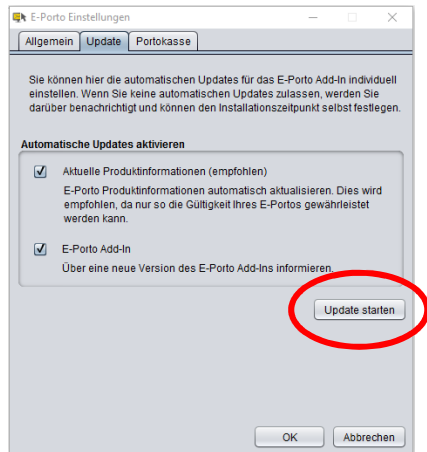 E-Porto Einstellungen
Allgemein Update Portokasse
Sie können hier die automatischen Updates für das E-Porto Add-In individuell
einstellen. Wenn Sie keine automatischen Updates zulassen, werden Sie
darüber benachrichtigt und können den Installationszeitpunkt selbst festlegen.
Automatische Updates aktivieren
Aktuelle Produktinformationen (empfohlen)
E-Porto Produktinformationen automatisch aktualisieren. Dies wird
empfohlen, da nur so die Gültigkeit Ihres E-Portos gewährleistet
werden kann.
E-Porto Add-In
Über eine neue Version des E-Porto Add-Ins informieren.
Update starten
OK Abbrechen